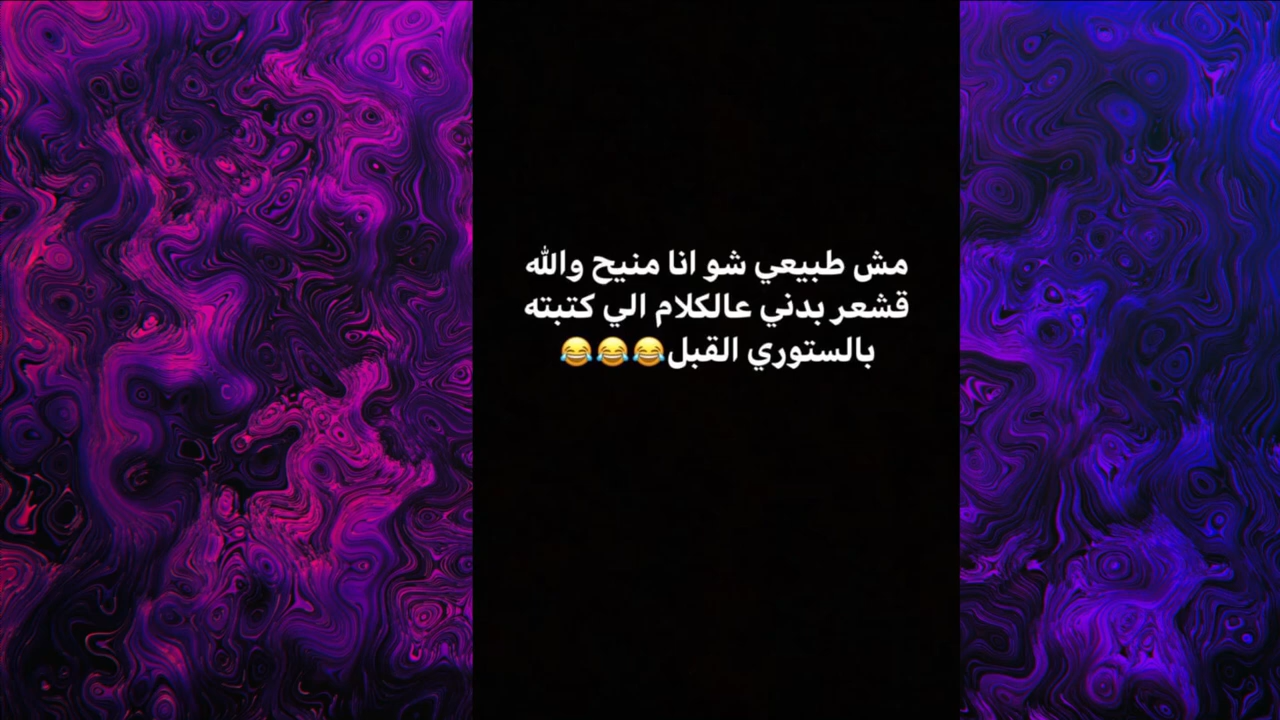 مش طبيعي شو انا منيح والله
قشعر بدني عالكلام الي كتبته
بالستوري القبل😂😂😂